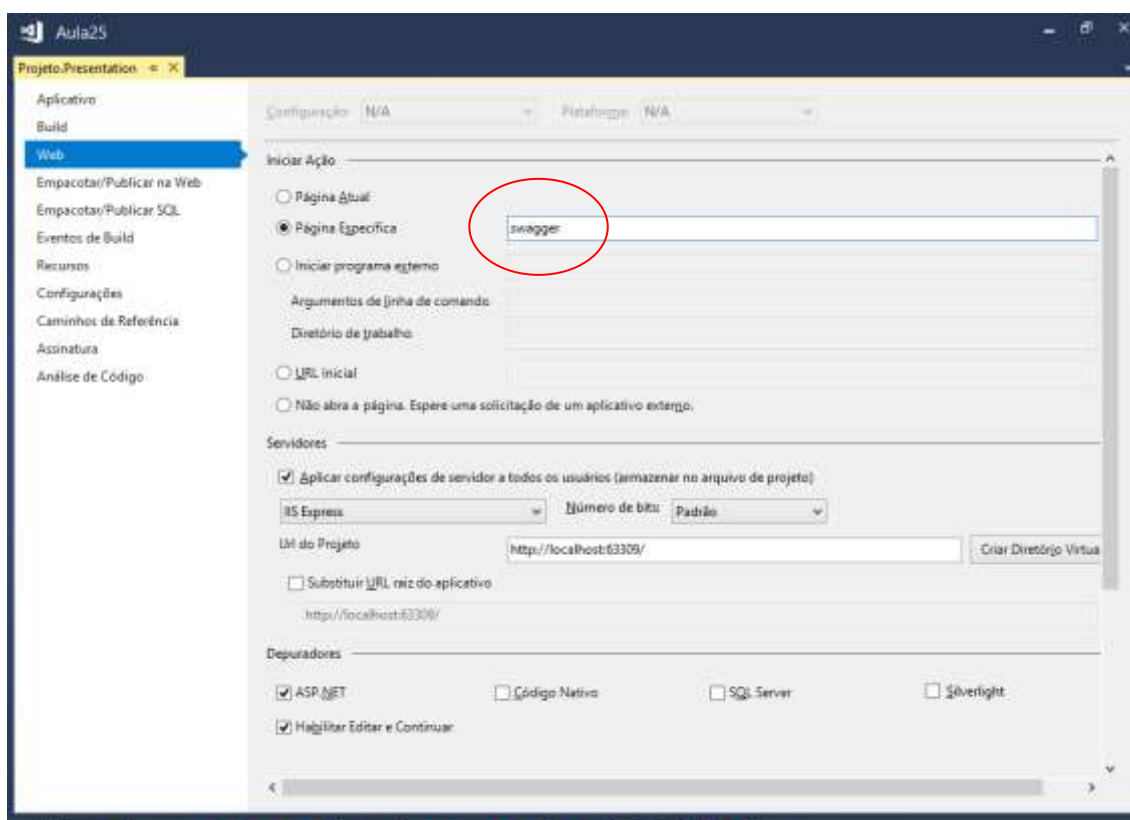 Aula25
Projeto.Presentation
Aplicativo
Build
Web
Empacotar/Publicar na Web
Empacotar/Publicar SQL
Eventos de Build
Recursos
Configurações
Caminhos de Referência
Assinatura
Análise de Código
Configuração: N/A Plataforma: N/A
Iniciar Ação
Página Atual
Página Específica swagger
Iniciar programa externo
Argumentos de linha de comando
Diretório de trabalho
URL inicial
Não abra a página. Espere uma solicitação de um aplicativo externo.
Servidores
Aplicar configurações de servidor a todos os usuários (armazenar no arquivo de projeto)
IIS Express Número de bits: Padrão
Url do Projeto http://localhost:63309/ Criar Diretório Virtua
Substituir URL raiz do aplicativo
http://localhost:63309/
Depuradores
ASP.NET Código Nativo SQL Server Silverlight
Habilitar Editar e Continuar